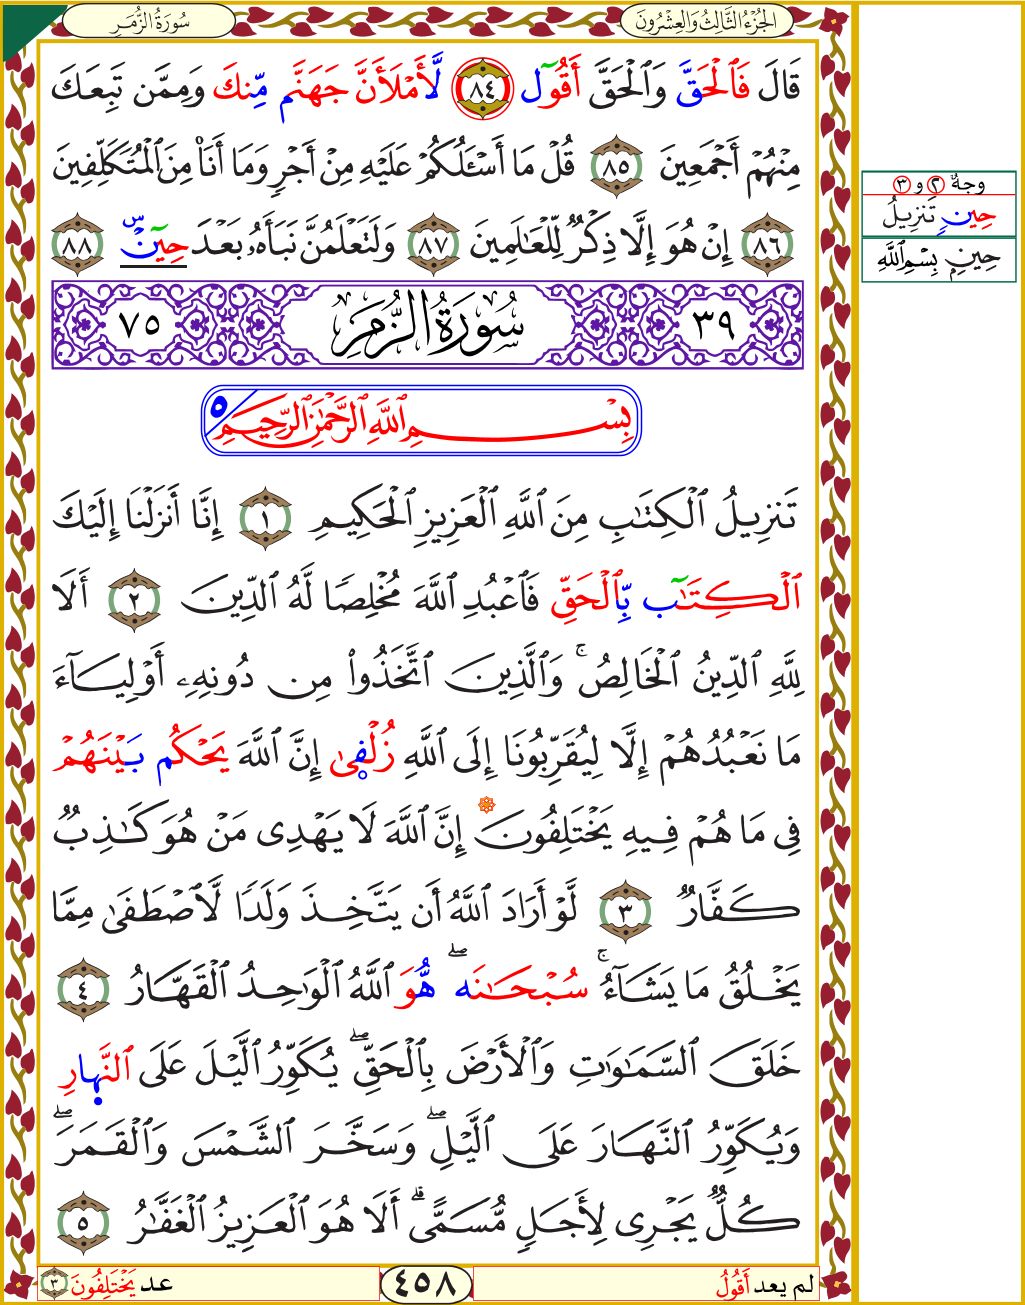 الجُزْءُ الثَّالِثُ وَالعِشْرُونَ
سُورَةُ الزُّمَرِ
قَالَ فَٱلْحَقَّ وَٱلْحَقَّ أَقُوٓل ٨٤ لَّأَمْلَأَنَّ جَهَنَّم مِّنكَ وَمِمَّن تَبِعَكَ
مِنْهُمْ أَجْمَعِينَ ٨٥ قُلْ مَا أَسْـَٔلُكُمْ عَلَيْهِ مِنْ أَجْرٍ وَمَا أَنَا۠ مِنَ ٱلْمُتَكَلِّفِينَ
٨٦ إِنْ هُوَ إِلَّا ذِكْرٌ لِّلْعَٰلَمِينَ ٨٧ وَلَتَعْلَمُنَّ نَبَأَهُۥ بَعْدَ حِيٓنۢ ٨٨
٣٩ سُورَةُ الزُّمَرِ ٧٥
بِسْمِ ٱللَّهِ ٱلرَّحْمَٰنِ ٱلرَّحِيمِ ٥
تَنزِيلُ ٱلْكِتَٰبِ مِنَ ٱللَّهِ ٱلْعَزِيزِ ٱلْحَكِيمِ ١ إِنَّا أَنزَلْنَا إِلَيْكَ
ٱلْكِتَٰٓب بِّٱلْحَقِّ فَٱعْبُدِ ٱللَّهَ مُخْلِصًا لَّهُ ٱلدِّينَ ٢ أَلَا
لِلَّهِ ٱلدِّينُ ٱلْخَالِصُ ۚ وَٱلَّذِينَ ٱتَّخَذُوا۟ مِن دُونِهِۦ أَوْلِيَآءَ
مَا نَعْبُدُهُمْ إِلَّا لِيُقَرِّبُونَا إِلَى ٱللَّهِ زُلْفىٰ إِنَّ ٱللَّهَ يَحْكُم بَيْنَهُمْ
فِى مَا هُمْ فِيهِ يَخْتَلِفُونَ إِنَّ ٱللَّهَ لَا يَهْدِى مَنْ هُوَ كَٰذِبٌ
كَفَّارٌ ٣ لَّوْ أَرَادَ ٱللَّهُ أَن يَتَّخِذَ وَلَدًا لَّٱصْطَفَىٰ مِمَّا
يَخْلُقُ مَا يَشَآءُ ۚ سُبْحَٰنَه ۖ هُّوَ ٱللَّهُ ٱلْوَٰحِدُ ٱلْقَهَّارُ ٤
خَلَقَ ٱلسَّمَٰوَٰتِ وَٱلْأَرْضَ بِٱلْحَقِّ ۖ يُكَوِّرُ ٱلَّيْلَ عَلَى ٱلنَّهارِ
وَيُكَوِّرُ ٱلنَّهَارَ عَلَى ٱلَّيْلِ ۖ وَسَخَّرَ ٱلشَّمْسَ وَٱلْقَمَرَ ۖ
كُلٌّ يَجْرِى لِأَجَلٍ مُّسَمًّى ۗ أَلَا هُوَ ٱلْعَزِيزُ ٱلْغَفَّٰرُ ٥
لم يعد أَقُولُ
٤٥٨
عد يَخْتَلِفُونَ ٣
وجهُ ٢ و ٣
حِينٍ تَنزِيلُ
حِينٍ بِسْمِ ٱللَّهِ